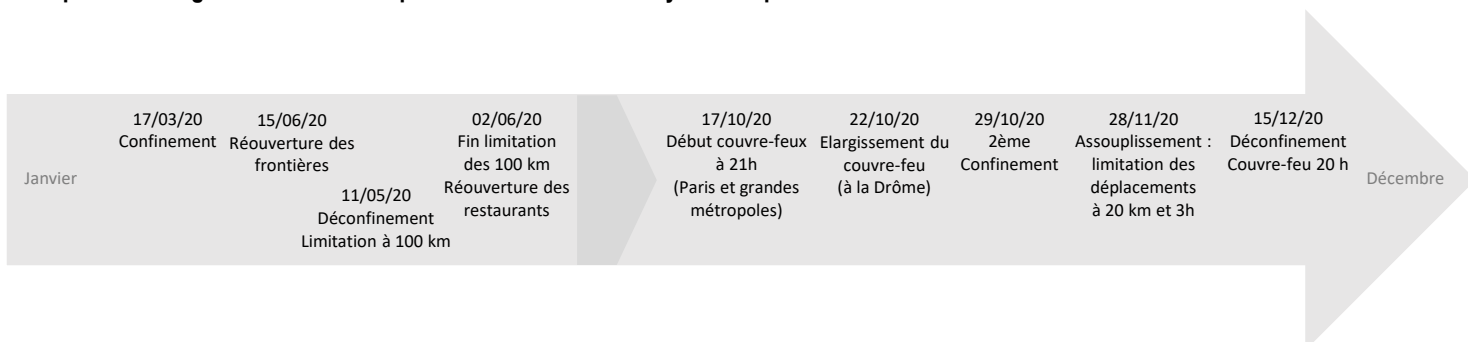 Janvier
17/03/20
Confinement
15/06/20
Réouverture des
frontières
11/05/20
Déconfinement
Limitation à 100 km
02/06/20
Fin limitation
des 100 km
Réouverture des
restaurants
17/10/20
Début couvre-feux
à 21h
(Paris et grandes
métropoles)
22/10/20
Elargissement du
couvre-feu
(à la Drôme)
29/10/20
2ème
Confinement
28/11/20
Assouplissement :
limitation des
déplacements
à 20 km et 3h
15/12/20
Déconfinement
Couvre-feu 20 h
Décembre